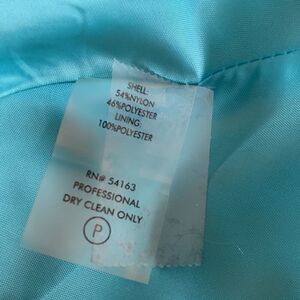 SHELL:
54%NYLON
46%POLYESTER
LINING:
100%POLYESTER
RN# 54163
PROFESSIONAL
DRY CLEAN ONLY
P